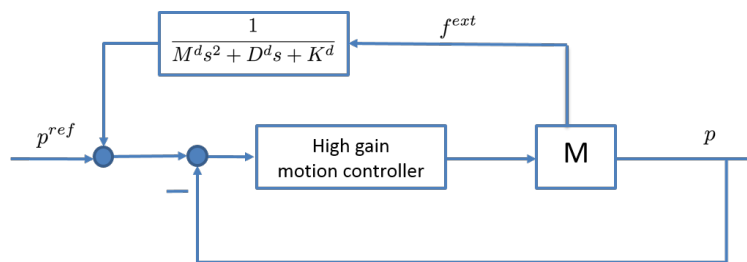 1
M^d s^2 + D^d s + K^d
f^{ext}
p^{ref}
High gain
motion controller
M
p
−